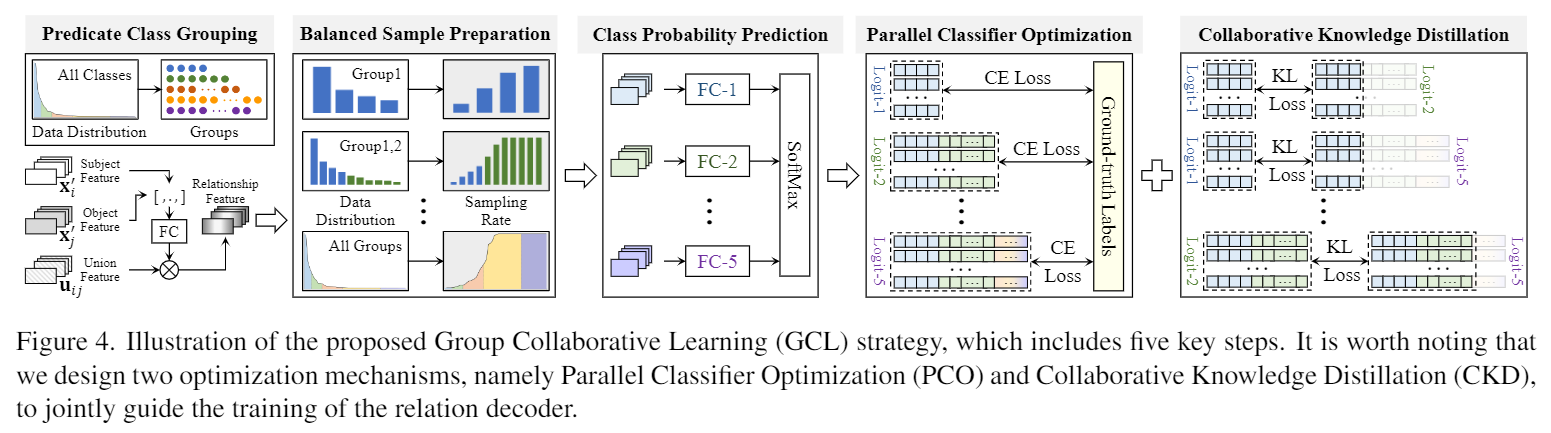 Predicate Class Grouping
All Classes
Data Distribution
Groups
Subject
Feature
x'i
[ . , . ]
Relationship
Feature
Object
Feature
x'j
FC
Union
Feature
uij
Balanced Sample Preparation
Group1
Group1,2
Data
Distribution
Sampling
Rate
All Groups
Class Probability Prediction
FC-1
FC-2
FC-5
SoftMax
Parallel Classifier Optimization
Logit-1
CE Loss
Logit-2
CE Loss
Logit-5
CE
Loss
Ground-truth Labels
Collaborative Knowledge Distillation
Logit-1
KL
Loss
Logit-2
Logit-1
KL
Loss
Logit-5
Logit-2
KL
Loss
Logit-5
Figure 4. Illustration of the proposed Group Collaborative Learning (GCL) strategy, which includes five key steps. It is worth noting that
we design two optimization mechanisms, namely Parallel Classifier Optimization (PCO) and Collaborative Knowledge Distillation (CKD),
to jointly guide the training of the relation decoder.